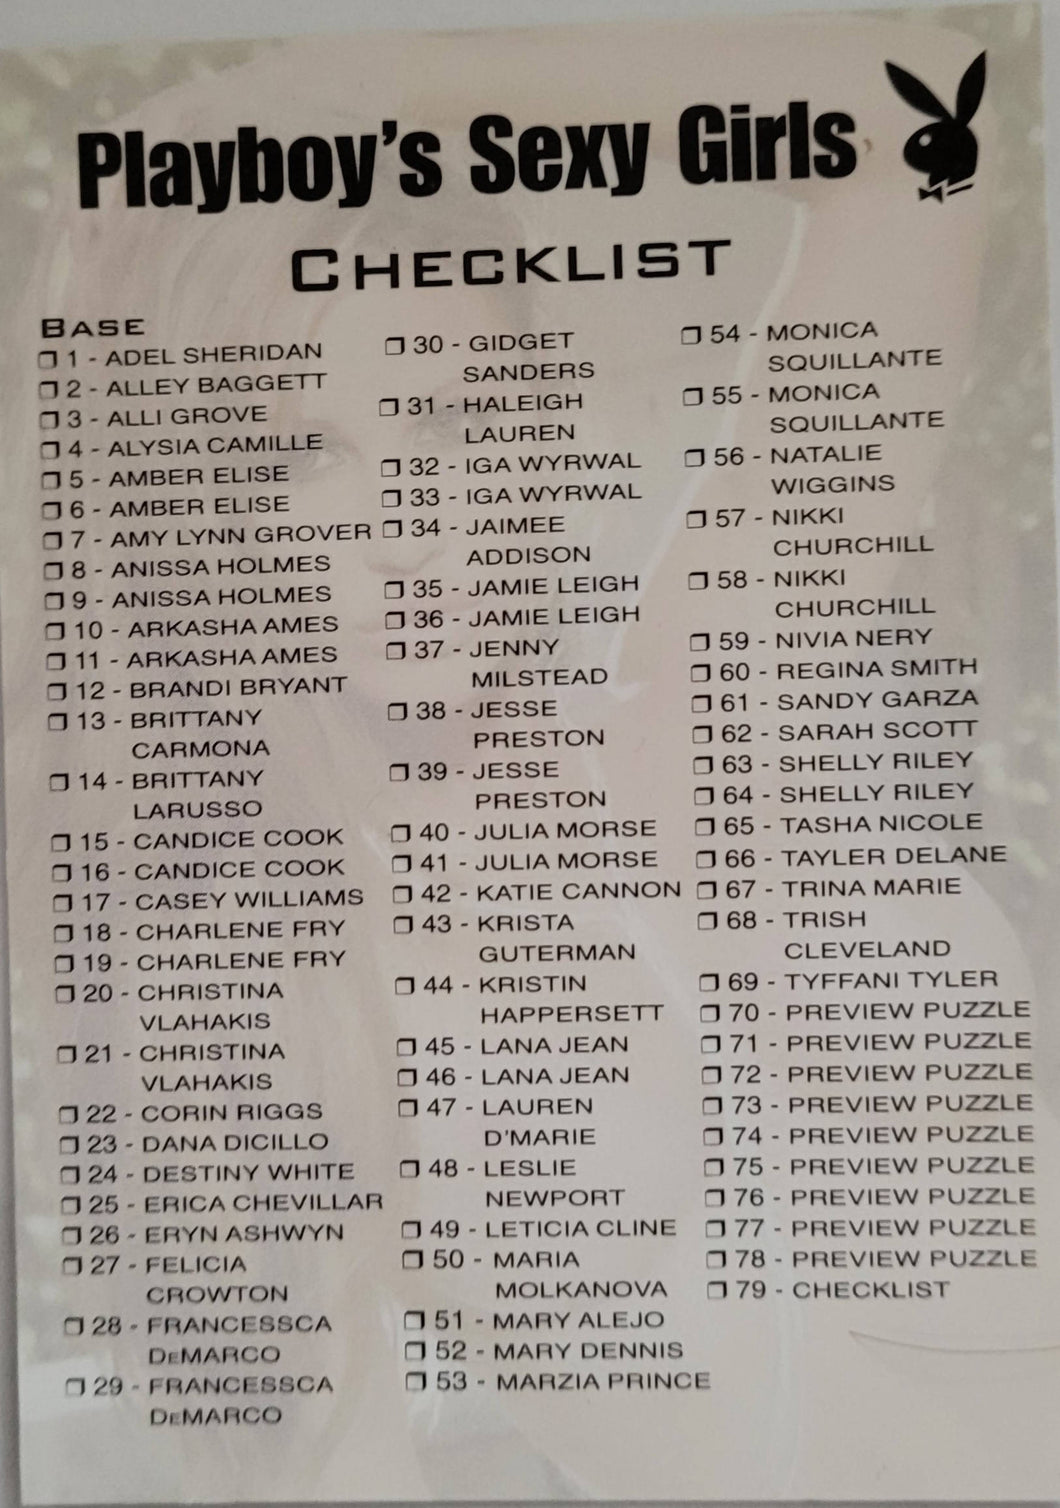 Playboy's Sexy Girls
CHECKLIST
BASE
1 - ADEL SHERIDAN
2 - ALLEY BAGGETT
3 - ALLI GROVE
4 - ALYSIA CAMILLE
5 - AMBER ELISE
6 - AMBER ELISE
7 - AMY LYNN GROVER
8 - ANISSA HOLMES
9 - ANISSA HOLMES
10 - ARKASHA AMES
11 - ARKASHA AMES
12 - BRANDI BRYANT
13 - BRITTANY
CARMONA
14 - BRITTANY
LARUSSO
15 - CANDICE COOK
16 - CANDICE COOK
17 - CASEY WILLIAMS
18 - CHARLENE FRY
19 - CHARLENE FRY
20 - CHRISTINA
VLAHAKIS
21 - CHRISTINA
VLAHAKIS
22 - CORIN RIGGS
23 - DANA DICILLO
24 - DESTINY WHITE
25 - ERICA CHEVILLAR
26 - ERYN ASHWYN
27 - FELICIA
CROWTON
28 - FRANCESSCA
DEMARCO
29 - FRANCESSCA
DEMARCO
30 - GIDGET
SANDERS
31 - HALEIGH
LAUREN
32 - IGA WYRWAL
33 - IGA WYRWAL
34 - JAIMEE
ADDISON
35 - JAMIE LEIGH
36 - JAMIE LEIGH
37 - JENNY
MILSTEAD
38 - JESSE
PRESTON
39 - JESSE
PRESTON
40 - JULIA MORSE
41 - JULIA MORSE
42 - KATIE CANNON
43 - KRISTA
GUTERMAN
44 - KRISTIN
HAPPERSETT
45 - LANA JEAN
46 - LANA JEAN
47 - LAUREN
D'MARIE
48 - LESLIE
NEWPORT
49 - LETICIA CLINE
50 - MARIA
MOLKANOVA
51 - MARY ALEJO
52 - MARY DENNIS
53 - MARZIA PRINCE
54 - MONICA
SQUILLANTE
55 - MONICA
SQUILLANTE
56 - NATALIE
WIGGINS
57 - NIKKI
CHURCHILL
58 - NIKKI
CHURCHILL
59 - NIVIA NERY
60 - REGINA SMITH
61 - SANDY GARZA
62 - SARAH SCOTT
63 - SHELLY RILEY
64 - SHELLY RILEY
65 - TASHA NICOLE
66 - TAYLER DELANE
67 - TRINA MARIE
68 - TRISH
CLEVELAND
69 - TYFFANI TYLER
70 - PREVIEW PUZZLE
71 - PREVIEW PUZZLE
72 - PREVIEW PUZZLE
73 - PREVIEW PUZZLE
74 - PREVIEW PUZZLE
75 - PREVIEW PUZZLE
76 - PREVIEW PUZZLE
77 - PREVIEW PUZZLE
78 - PREVIEW PUZZLE
79 - CHECKLIST